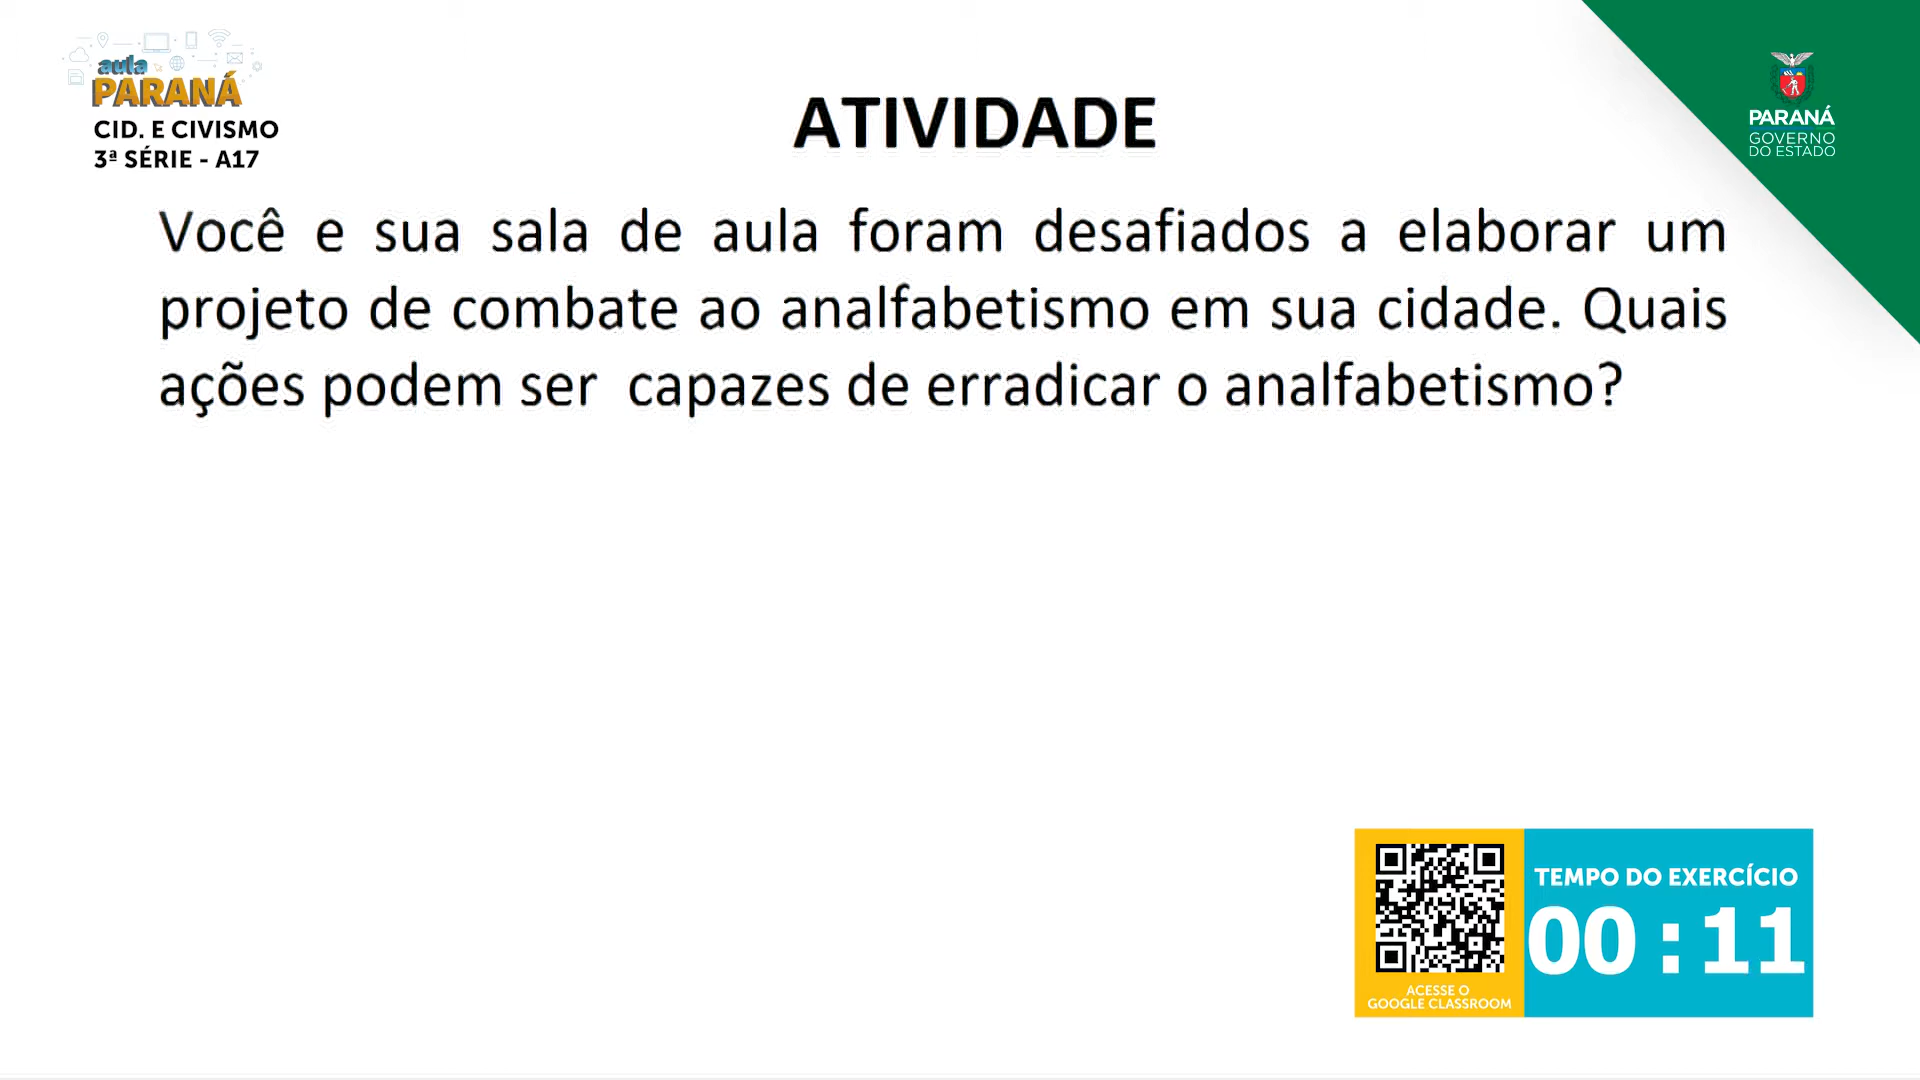 aula
PARANÁ
CID. E CIVISMO
3ª SÉRIE - A17
PARANÁ
GOVERNO
DO ESTADO
ATIVIDADE
Você e sua sala de aula foram desafiados a elaborar um
projeto de combate ao analfabetismo em sua cidade. Quais
ações podem ser  capazes de erradicar o analfabetismo?
ACESSE O
GOOGLE CLASSROOM
TEMPO DO EXERCÍCIO
00:11